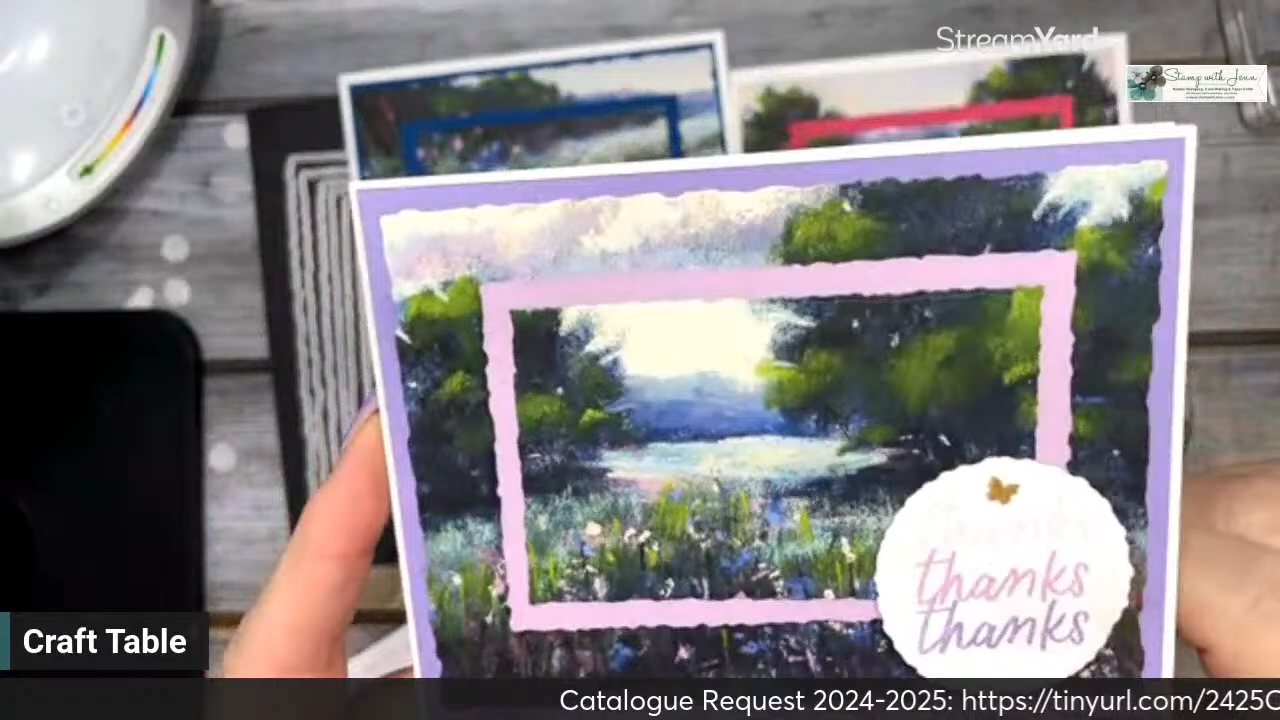 StreamYard
Stamp with Jenn
thanks
thanks
thanks
Craft Table
Catalogue Request 2024-2025: https://tinyurl.com/2425C